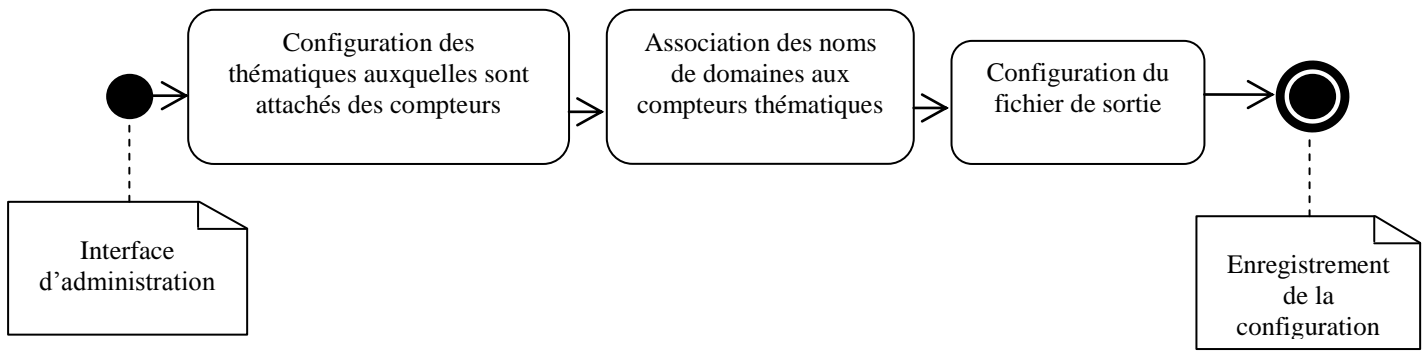 Configuration des
thématiques auxquelles sont
attachés des compteurs
Association des noms
de domaines aux
compteurs thématiques
Configuration du
fichier de sortie
Interface
d’administration
Enregistrement
de la
configuration